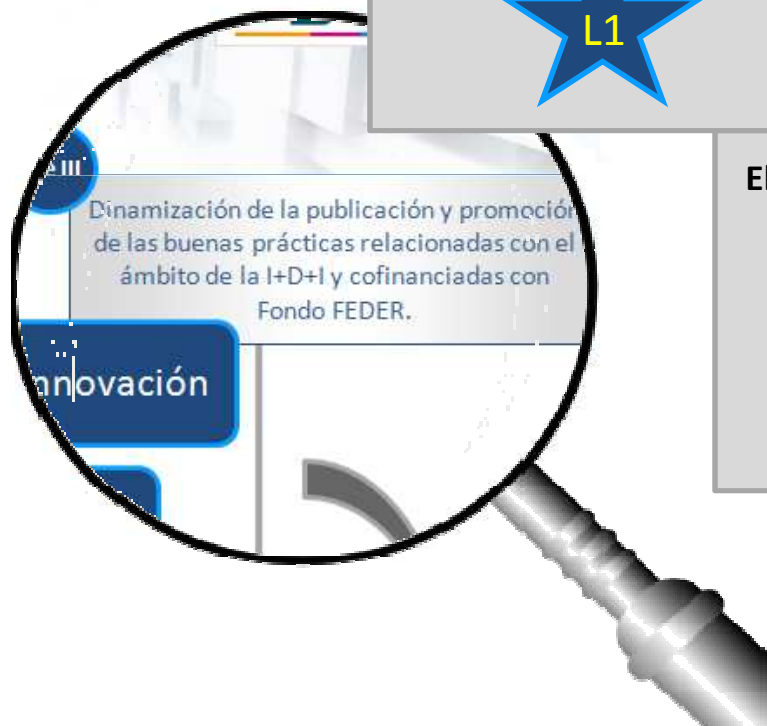 L1
El
Dinamización de la publicación y promoción
de las buenas prácticas relacionadas con el
ámbito de la I+D+I y cofinanciadas con
Fondo FEDER.
nnovación